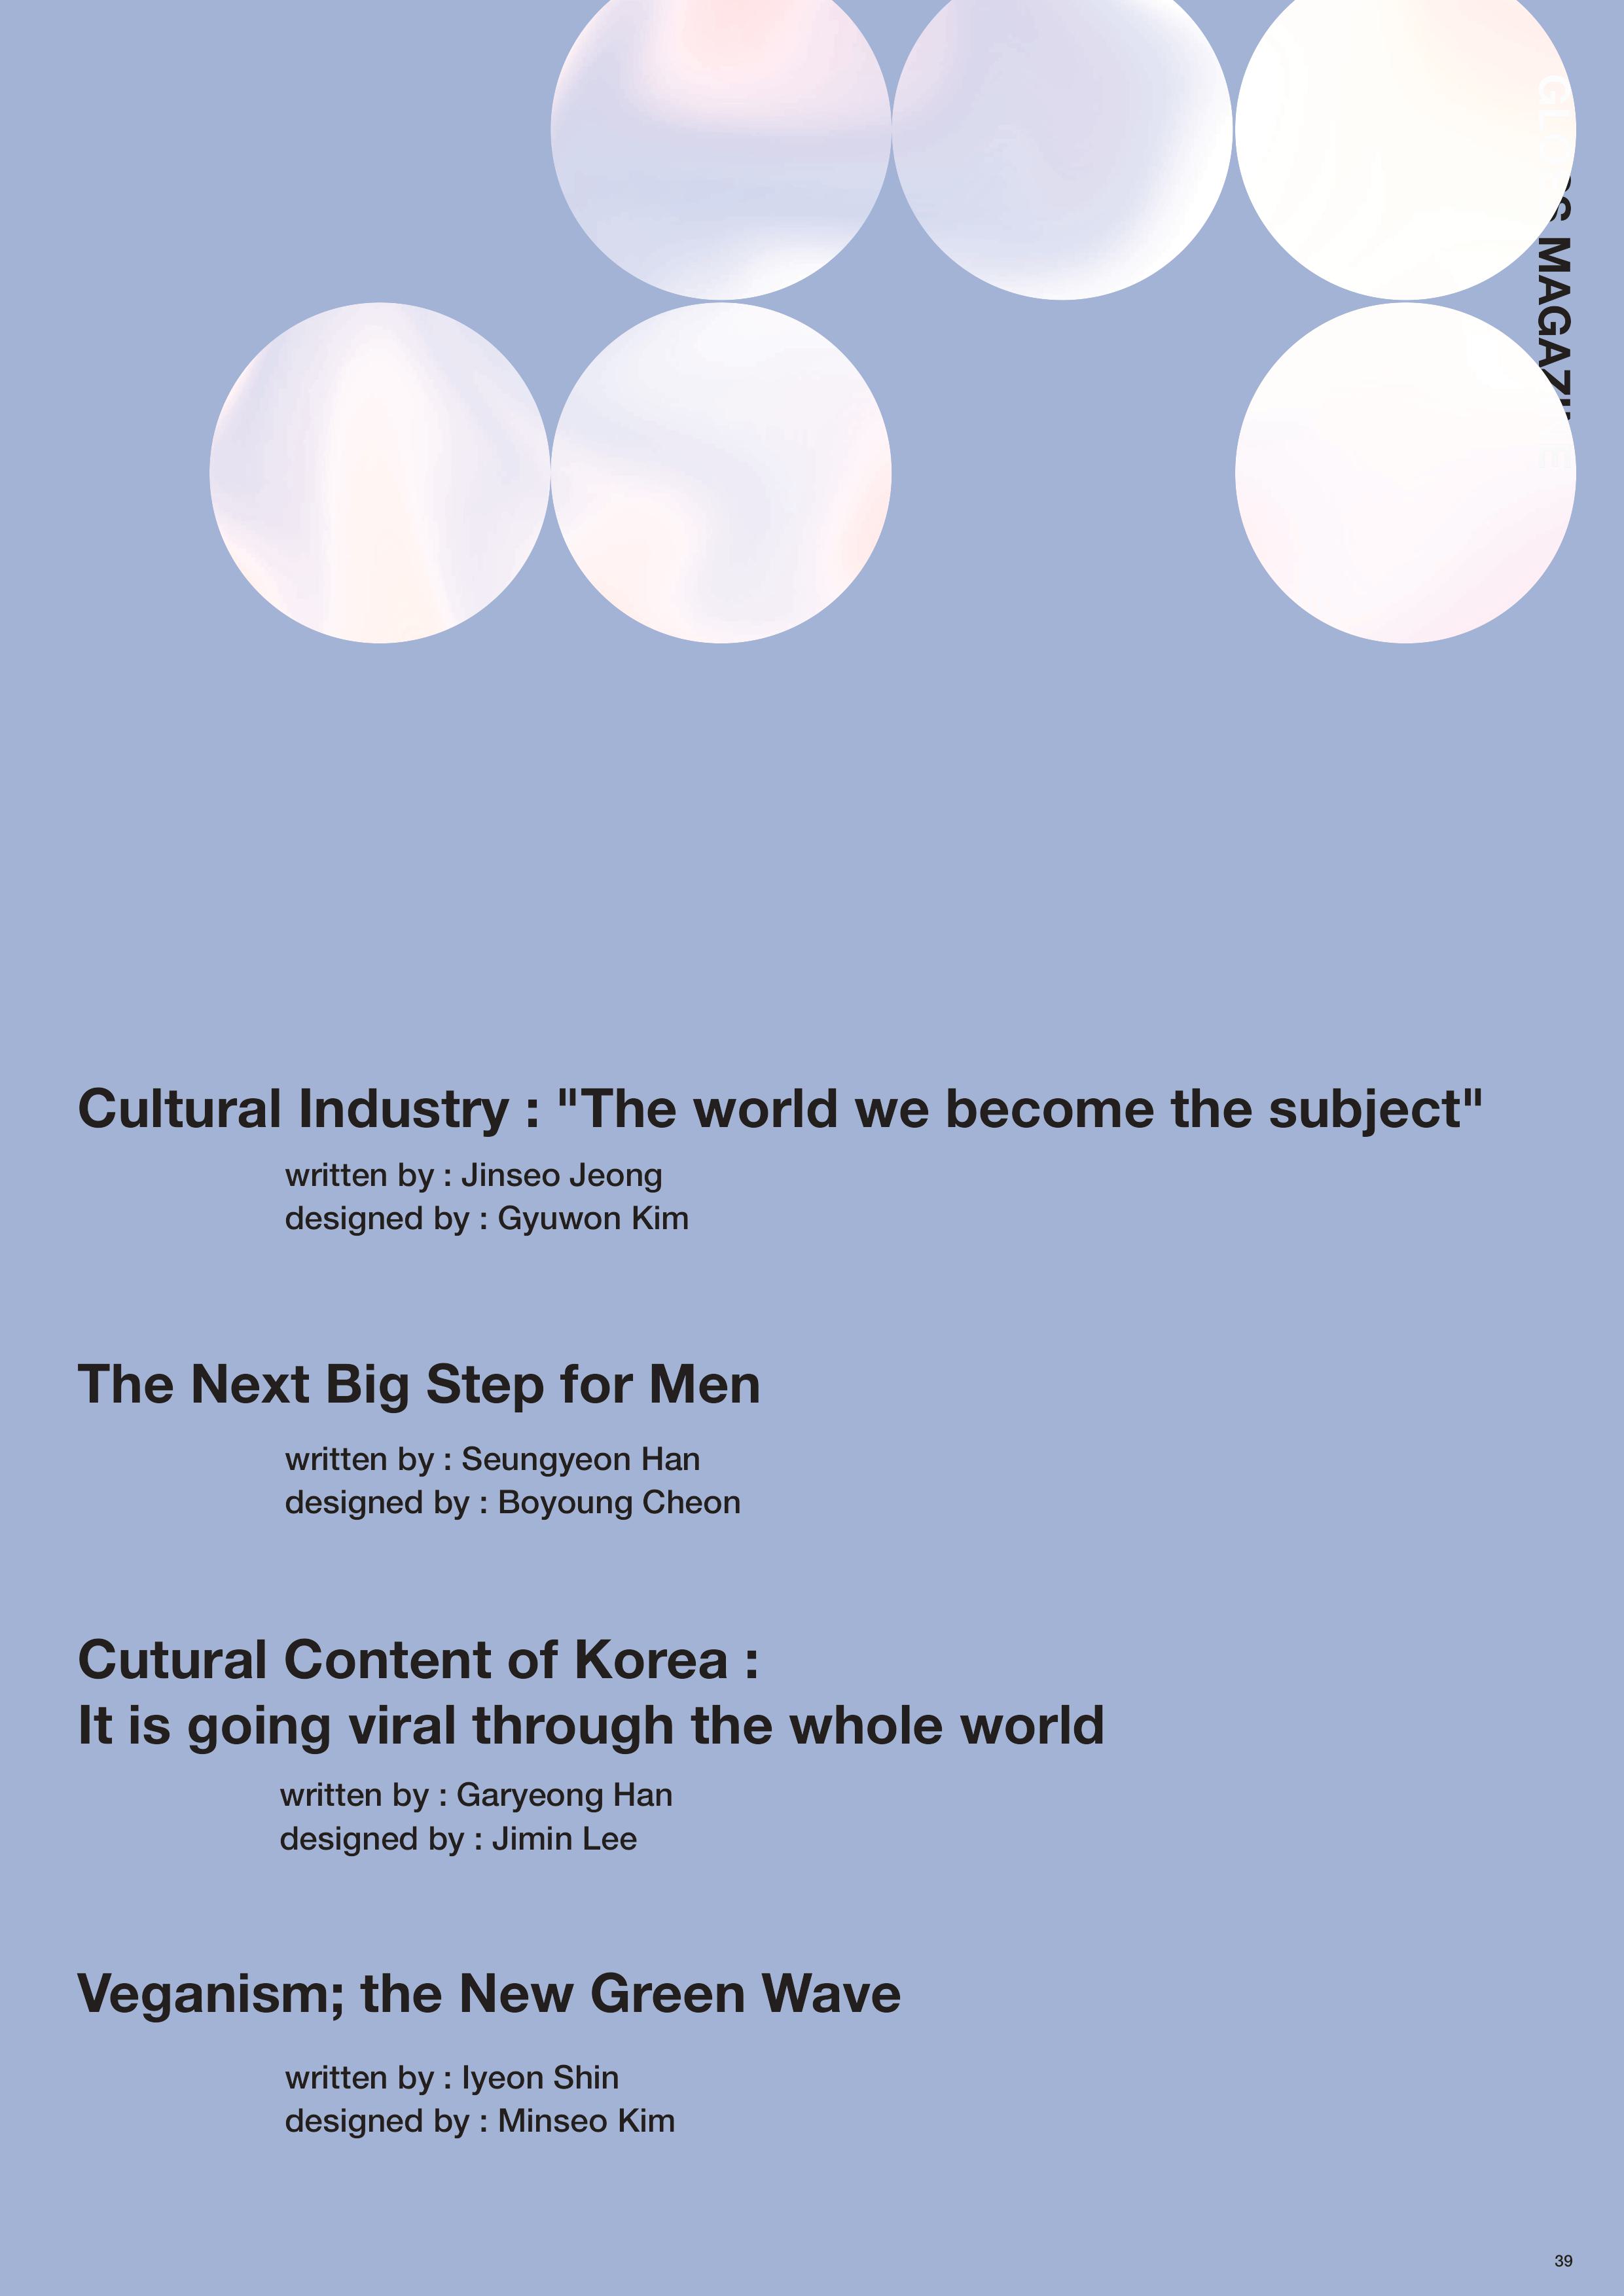 MAGAZINE
Cultural Industry : "The world we become the subject"
written by : Jinseo Jeong
designed by : Gyuwon Kim
The Next Big Step for Men
written by : Seungyeon Han
designed by : Boyoung Cheon
Cutural Content of Korea :
It is going viral through the whole world
written by : Garyeong Han
designed by : Jimin Lee
Veganism; the New Green Wave
written by : Iyeon Shin
designed by : Minseo Kim
39